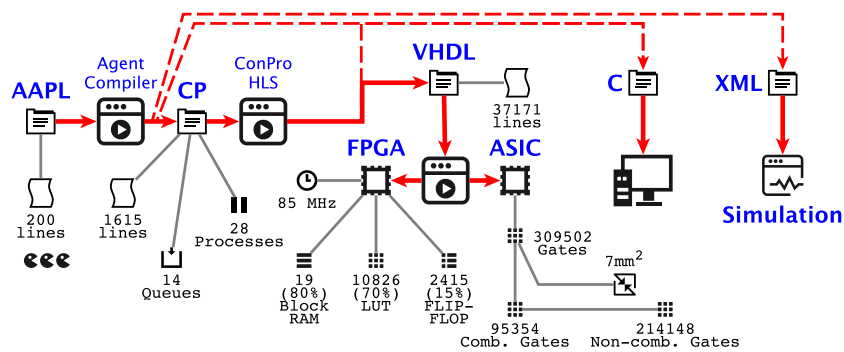 VHDL
Agent
Compiler
ConPro
HLS
AAPL
CP
C
XML
37171
lines
FPGA
ASIC
85 MHz
200
lines
1615
lines
28
Processes
Simulation
309502
Gates
7mm²
14
Queues
19
(80%)
Block
RAM
10826
(70%)
LUT
2415
(15%)
FLIP-
FLOP
95354
Comb. Gates
214148
Non-comb. Gates